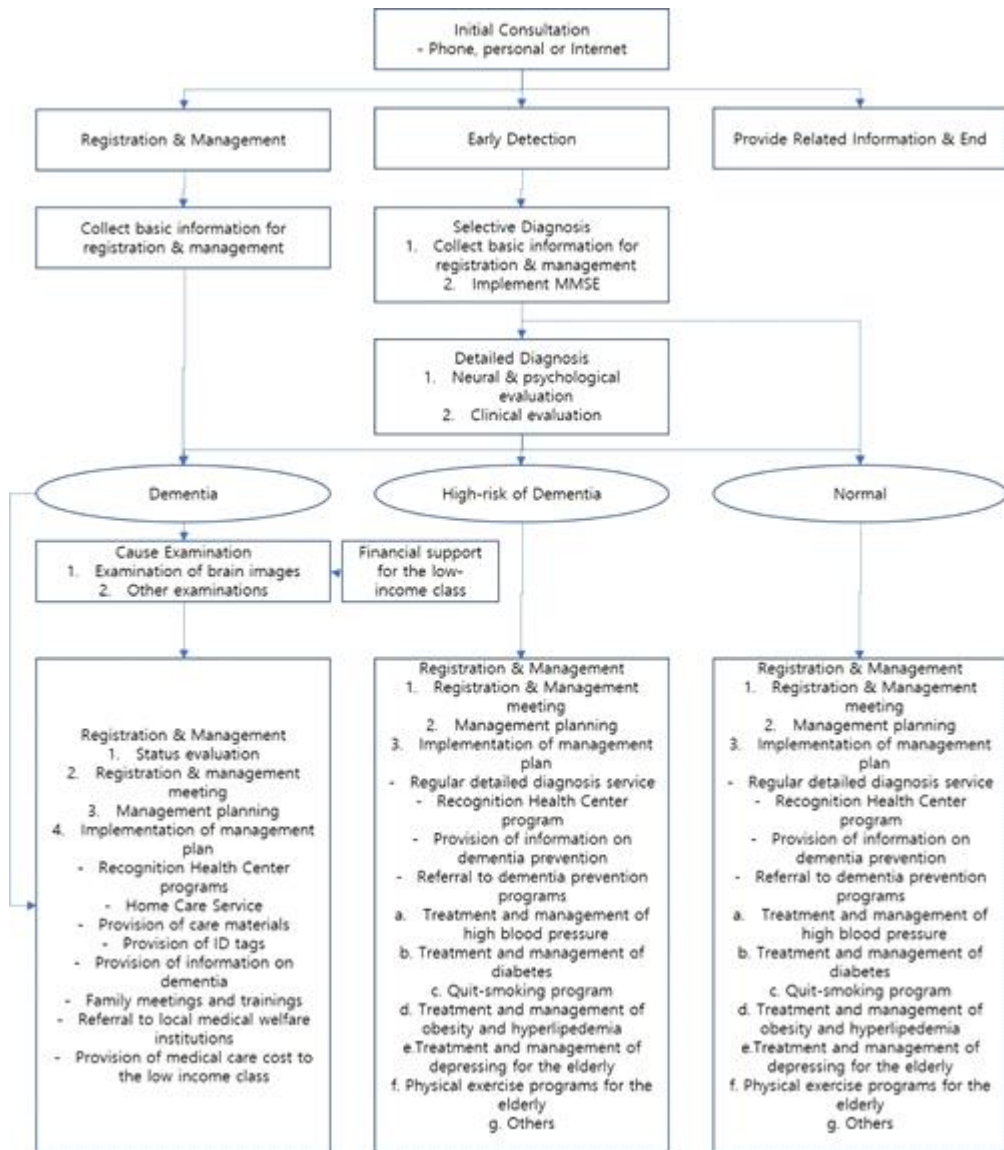 Initial Consultation
- Phone, personal or Internet
Registration & Management
Early Detection
Provide Related Information & End
Collect basic information for
registration & management
Selective Diagnosis
1. Collect basic information for
registration & management
2. Implement MMSE
Detailed Diagnosis
1. Neural & psychological
evaluation
2. Clinical evaluation
Dementia
High-risk of Dementia
Normal
Cause Examination
1. Examination of brain images
2. Other examinations
Financial support
for the low-
income class
Registration & Management
1. Status evaluation
2. Registration & management
meeting
3. Management planning
4. Implementation of management
plan
- Recognition Health Center
programs
- Home Care Service
- Provision of care materials
- Provision of ID tags
- Provision of information on
dementia
- Family meetings and trainings
- Referral to local medical welfare
institutions
- Provision of medical care cost to
the low income class
Registration & Management
1. Registration & Management
meeting
2. Management planning
3. Implementation of management
plan
- Regular detailed diagnosis service
- Recognition Health Center
program
- Provision of information on
dementia prevention
- Referral to dementia prevention
programs
a. Treatment and management of
high blood pressure
b. Treatment and management of
diabetes
c. Quit-smoking program
d. Treatment and management of
obesity and hyperlipedemia
e.Treatment and management of
depressing for the elderly
f. Physical exercise programs for the
elderly
g. Others
Registration & Management
1. Registration & Management
meeting
2. Management planning
3. Implementation of management
plan
- Regular detailed diagnosis service
- Recognition Health Center
program
- Provision of information on
dementia prevention
- Referral to dementia prevention
programs
a. Treatment and management of
high blood pressure
b. Treatment and management of
diabetes
c. Quit-smoking program
d. Treatment and management of
obesity and hyperlipedemia
e.Treatment and management of
depressing for the elderly
f. Physical exercise programs for the
elderly
g. Others